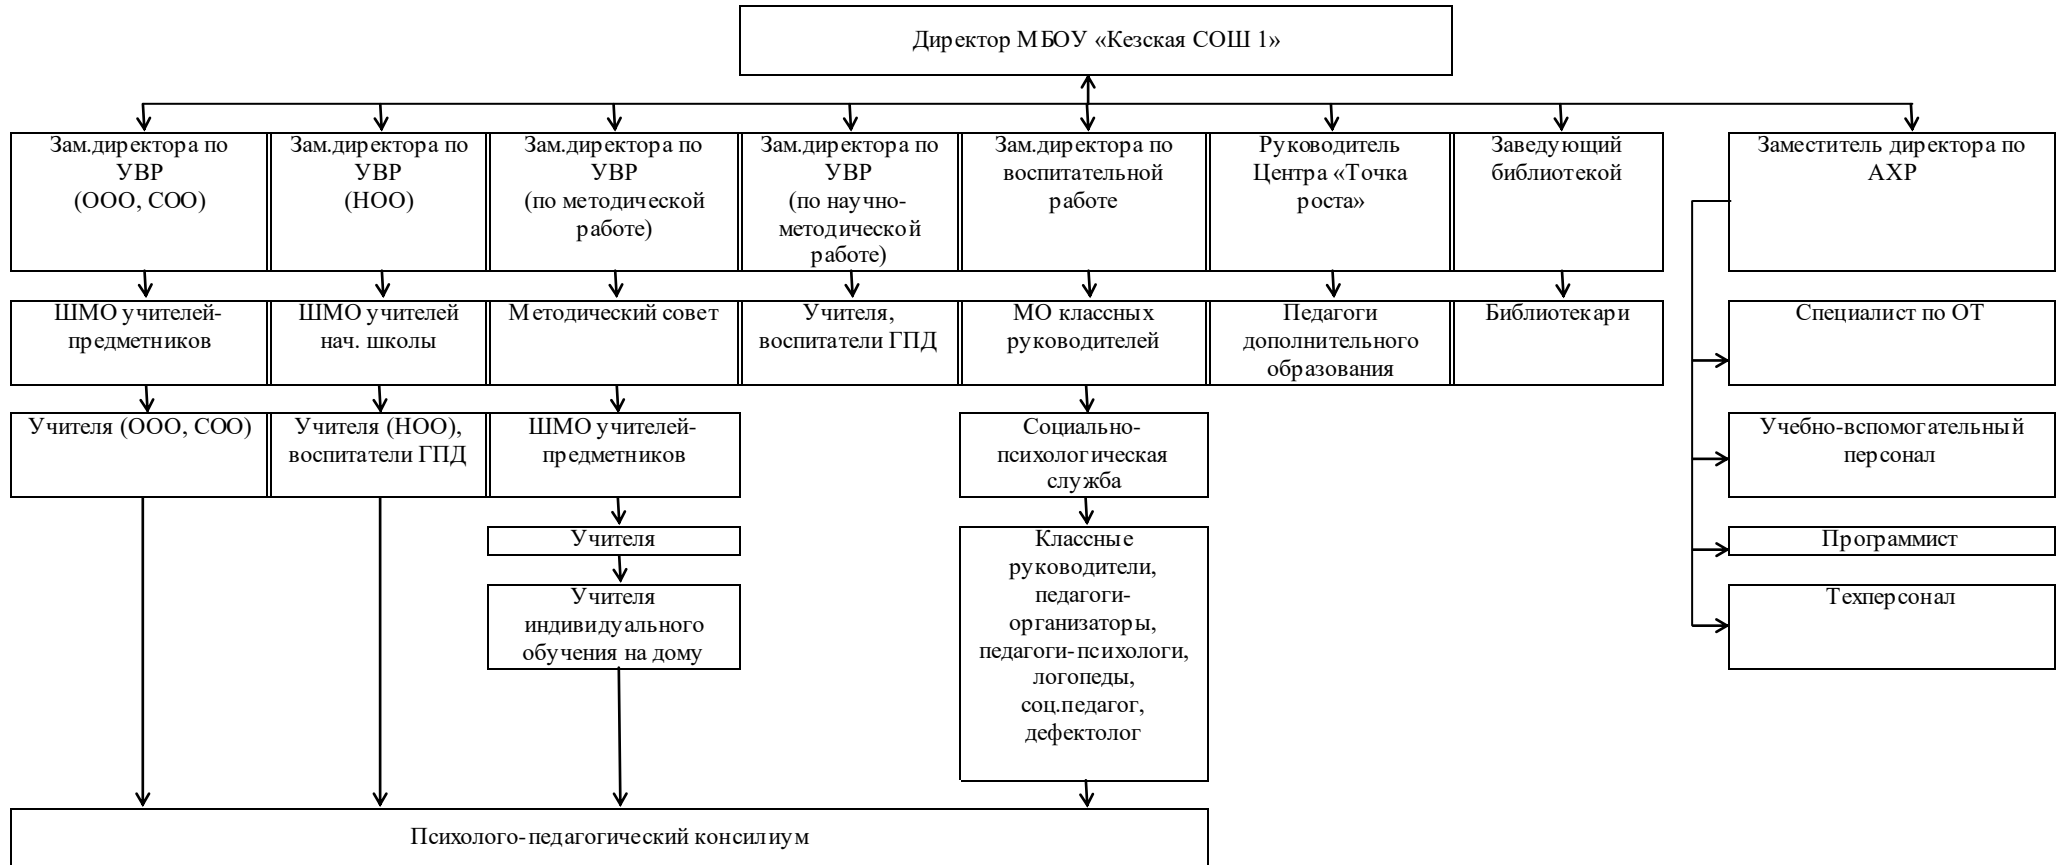 Директор МБОУ «Кезская СОШ 1»
Зам.директора по
УВР
(ООО, СОО)
Зам.директора по
УВР
(НОО)
Зам.директора по
УВР
(по методической
работе)
Зам.директора по
УВР
(по научно-
методической
работе)
Зам.директора по
воспитательной
работе
Руководитель
Центра «Точка
роста»
Заведующий
библиотекой
Заместитель директора по
АХР
ШМО учителей-
предметников
ШМО учителей
нач. школы
Методический совет
Учителя,
воспитатели ГПД
МО классных
руководителей
Педагоги
дополнительного
образования
Библиотекари
Специалист по ОТ
Учителя (ООО, СОО)
Учителя (НОО),
воспитатели ГПД
ШМО учителей-
предметников
Социально-
психологическая
служба
Учебно-вспомогательный
персонал
Учителя
Классные
руководители,
педагоги-
организаторы,
педагоги-психологи,
логопеды,
соц.педагог,
дефектолог
Программист
Учителя
индивидуального
обучения на дому
Техперсонал
Психолого-педагогический консилиум